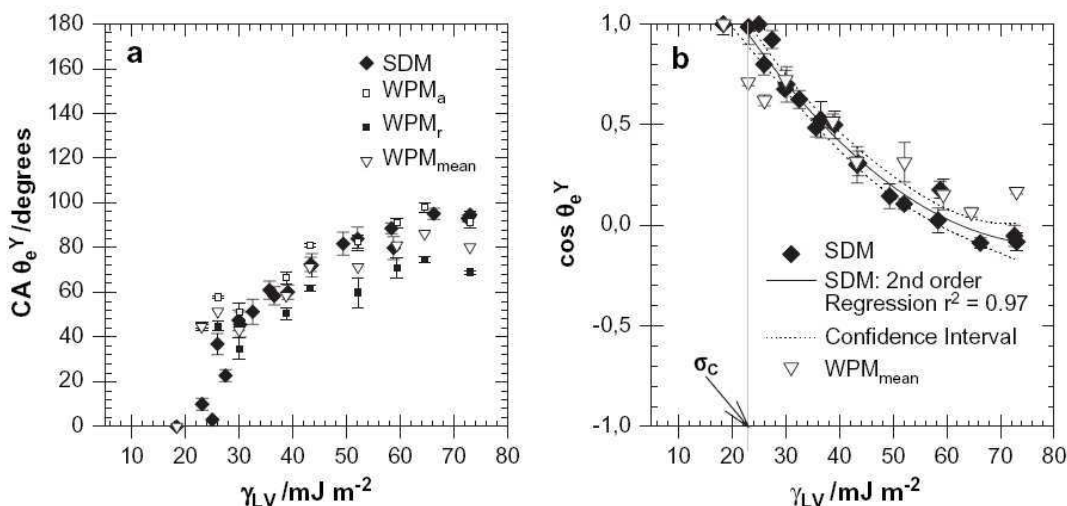 a
SDM
WPMa
WPMr
WPMmean
180
160
140
120
100
80
60
40
20
0
10 20 30 40 50 60 70 80
CA θeY /degrees
γLV /mJ m-2
b
1,0
0,5
0,0
-0,5
-1,0
cos θeY
SDM
SDM: 2nd order
Regression r2 = 0.97
Confidence Interval
WPMmean
σC
10 20 30 40 50 60 70 80
γLV /mJ m-2